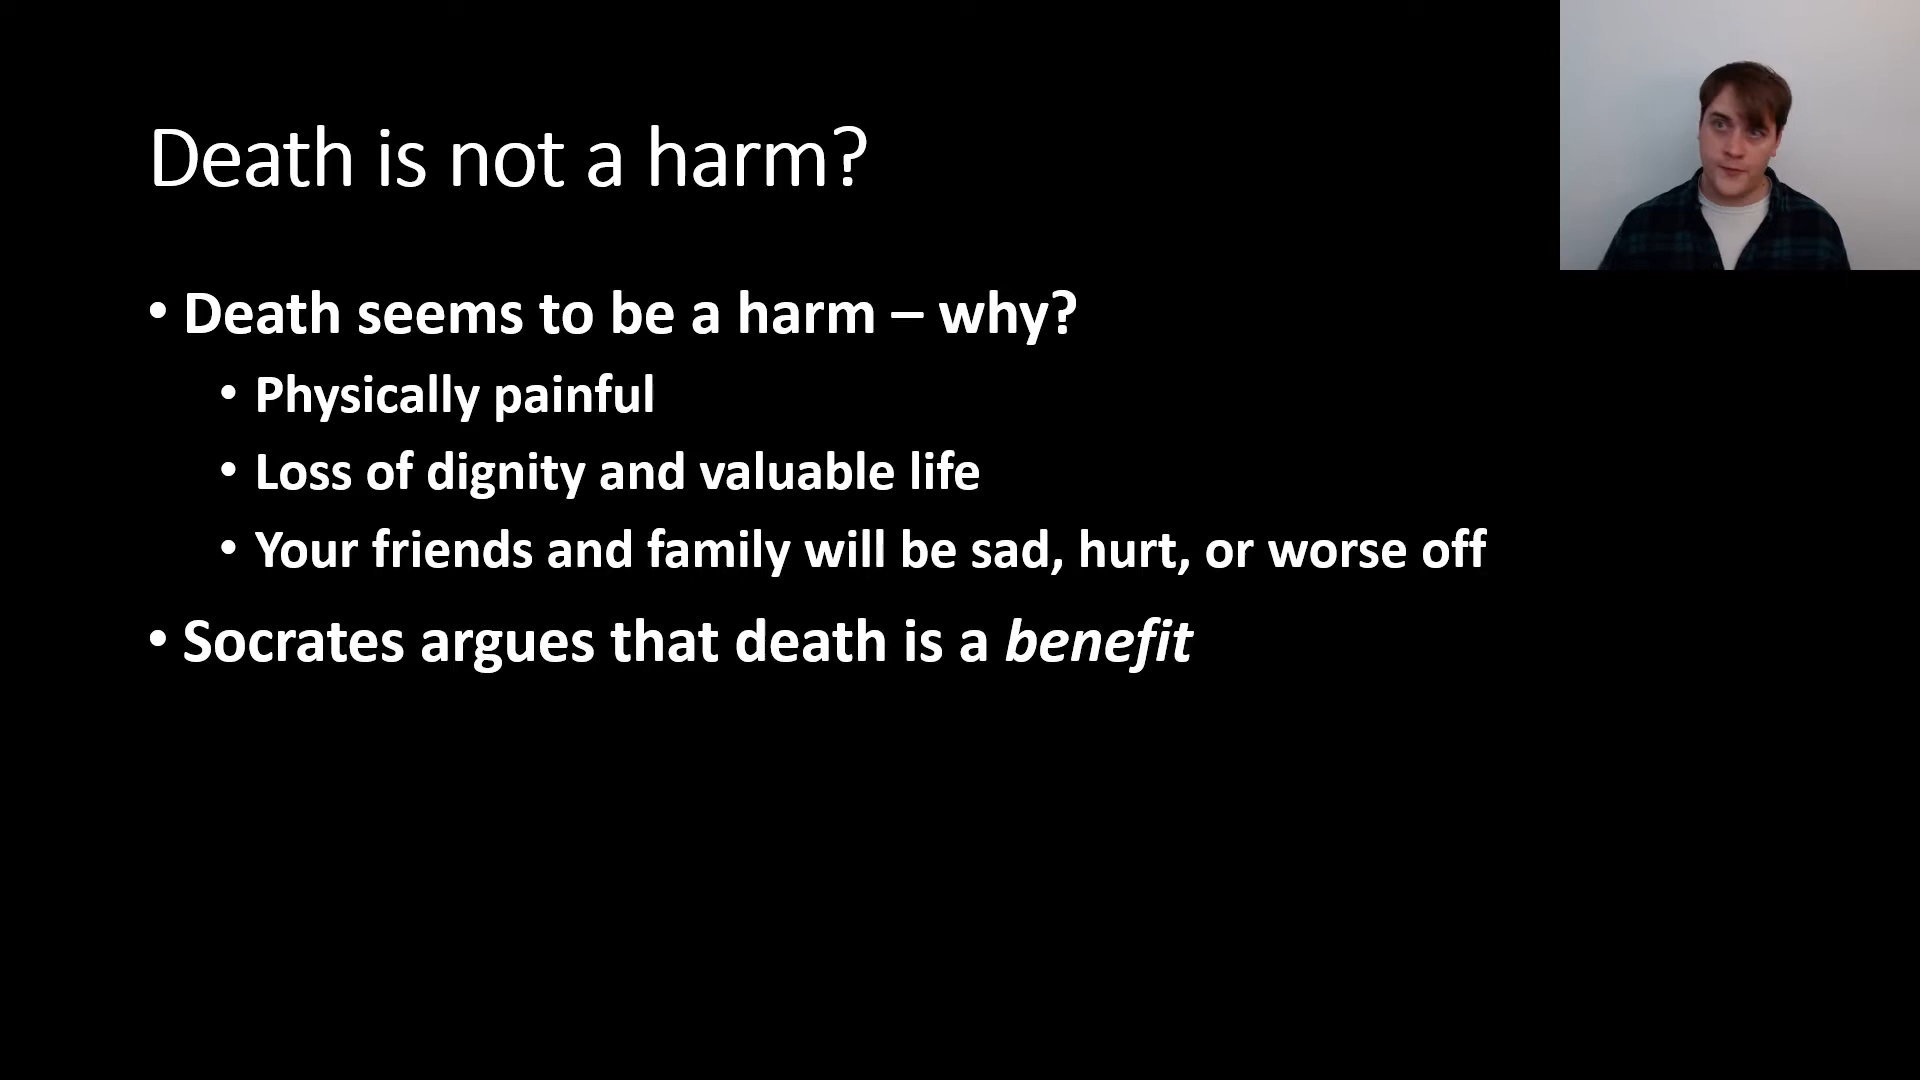 Death is not a harm?
• Death seems to be a harm – why?
• Physically painful
• Loss of dignity and valuable life
• Your friends and family will be sad, hurt, or worse off
• Socrates argues that death is a benefit